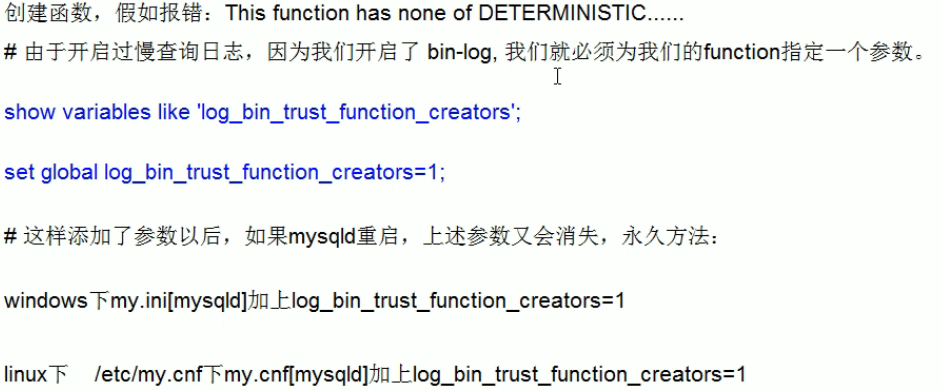 创建函数，假如报错：This function has none of DETERMINISTIC......
# 由于开启过慢查询日志，因为我们开启了 bin-log, 我们就必须为我们的function指定一个参数。
show variables like 'log_bin_trust_function_creators';
set global log_bin_trust_function_creators=1;
# 这样添加了参数以后，如果mysqld重启，上述参数又会消失，永久方法：
windows下my.ini[mysqld]加上log_bin_trust_function_creators=1
linux下 /etc/my.cnf下my.cnf[mysqld]加上log_bin_trust_function_creators=1